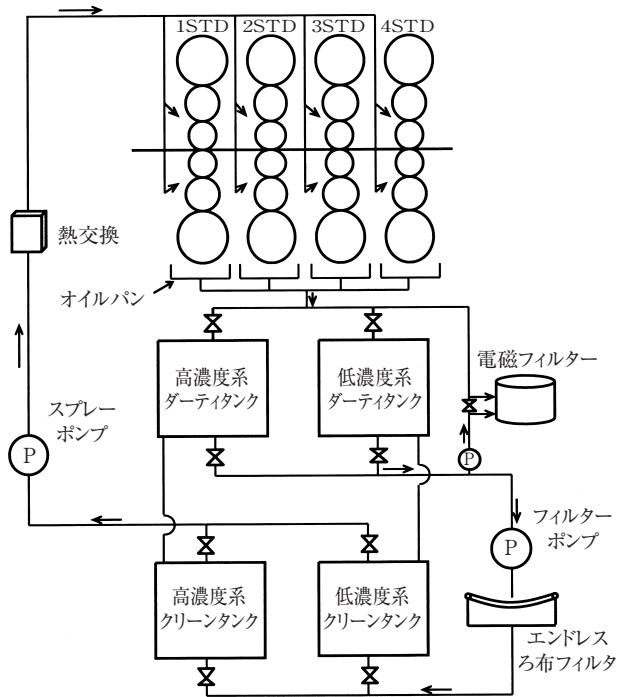 1STD 2STD 3STD 4STD
熱交換
オイルパン
高濃度系
ダーティタンク
低濃度系
ダーティタンク
電磁フィルター
スプレー
ポンプ
P
P
フィルター
ポンプ
P
高濃度系
クリーンタンク
低濃度系
クリーンタンク
エンドレス
ろ布フィルタ